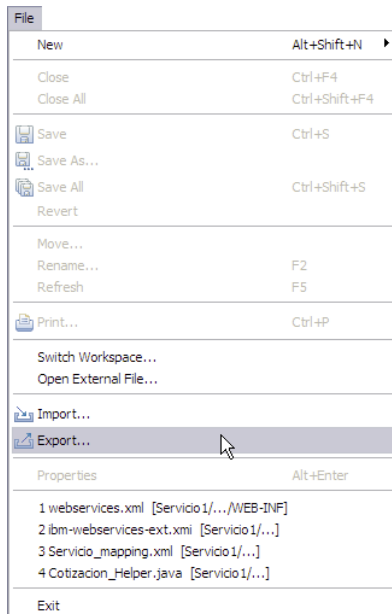 File
New Alt+Shift+N
Close Ctrl+F4
Close All Ctrl+Shift+F4
Save Ctrl+S
Save As...
Save All Ctrl+Shift+S
Revert
Move...
Rename... F2
Refresh F5
Print... Ctrl+P
Switch Workspace...
Open External File...
Import...
Export...
Properties Alt+Enter
1 webservices.xml [Servicio1/.../WEB-INF]
2 ibm-webservices-ext.xmi [Servicio1/...]
3 Servicio_mapping.xml [Servicio1/...]
4 Cotizacion_Helper.java [Servicio1/...]
Exit